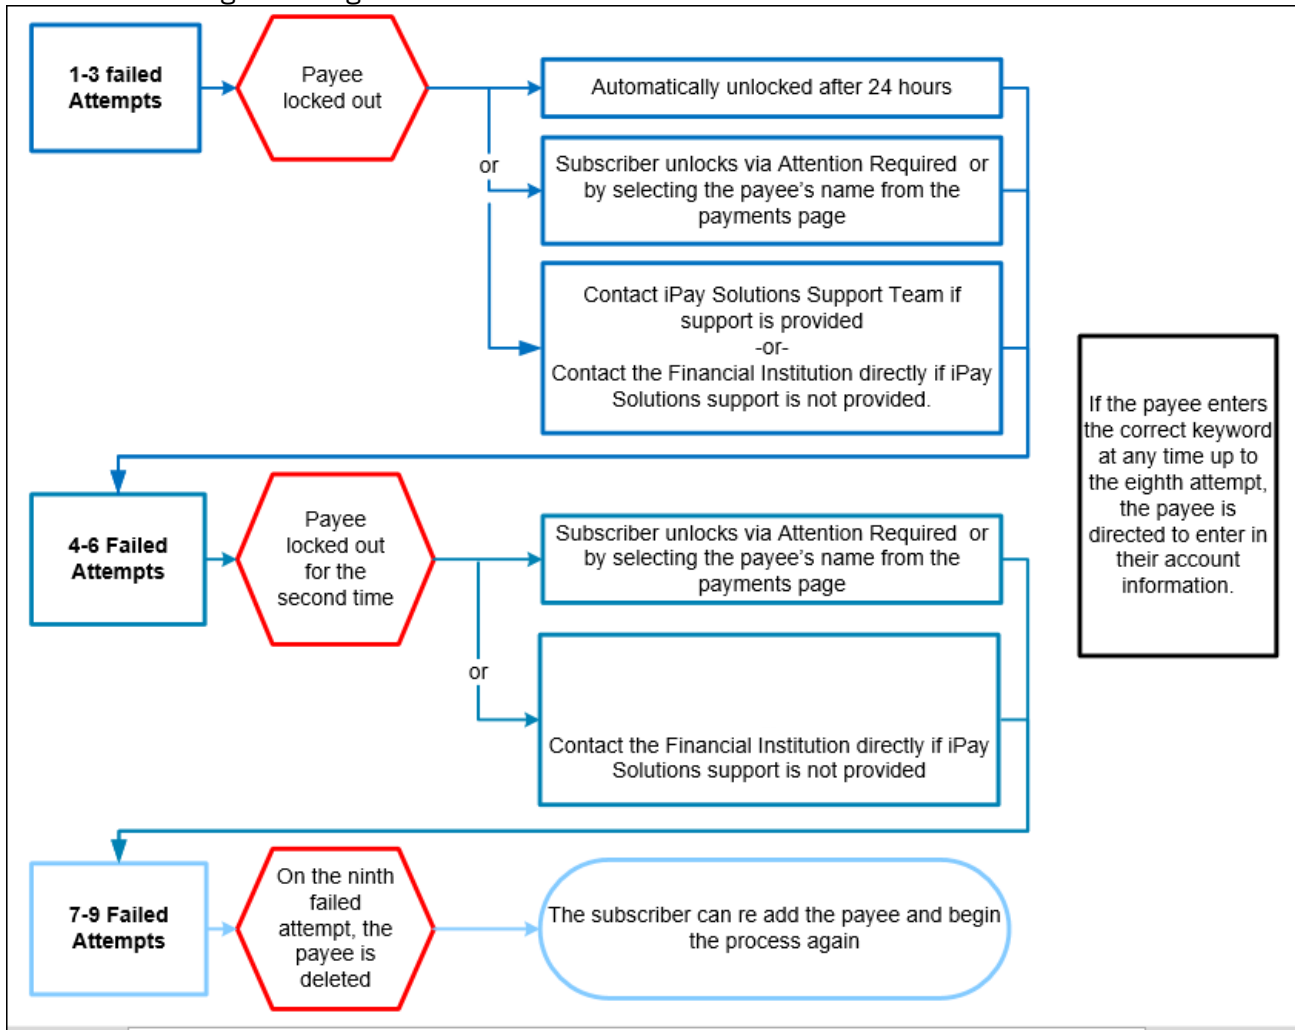 1-3 failed
Attempts
Payee
locked out
or
Automatically unlocked after 24 hours
Subscriber unlocks via Attention Required or
by selecting the payee's name from the
payments page
Contact iPay Solutions Support Team if
support is provided
-or-
Contact the Financial Institution directly if iPay
Solutions support is not provided.
If the payee enters
the correct keyword
at any time up to
the eighth attempt,
the payee is
directed to enter in
their account
information.
4-6 Failed
Attempts
Payee
locked out
for the
second time
or
Subscriber unlocks via Attention Required or
by selecting the payee's name from the
payments page
Contact the Financial Institution directly if iPay
Solutions support is not provided
7-9 Failed
Attempts
On the ninth
failed
attempt, the
payee is
deleted
The subscriber can re add the payee and begin
the process again